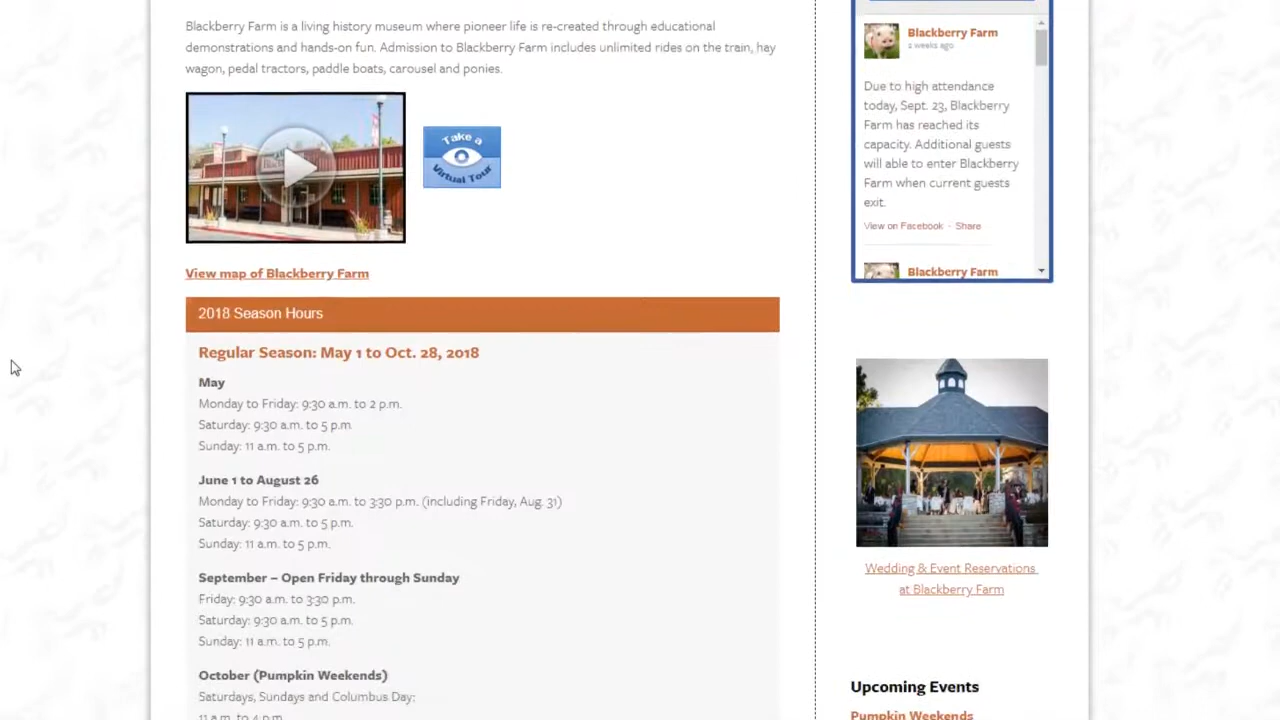 Blackberry Farm is a living history museum where pioneer life is re-created through educational
demonstrations and hands-on fun. Admission to Blackberry Farm includes unlimited rides on the train, hay
wagon, pedal tractors, paddle boats, carousel and ponies.
Take a
Virtual Tour
View map of Blackberry Farm
2018 Season Hours
Regular Season: May 1 to Oct. 28, 2018
May
Monday to Friday: 9:30 a.m. to 2 p.m.
Saturday: 9:30 a.m. to 5 p.m.
Sunday: 11 a.m. to 5 p.m.
June 1 to August 26
Monday to Friday: 9:30 a.m. to 3:30 p.m. (including Friday, Aug. 31)
Saturday: 9:30 a.m. to 5 p.m.
Sunday: 11 a.m. to 5 p.m.
September – Open Friday through Sunday
Friday: 9:30 a.m. to 3:30 p.m.
Saturday: 9:30 a.m. to 5 p.m.
Sunday: 11 a.m. to 5 p.m.
October (Pumpkin Weekends)
Saturdays, Sundays and Columbus Day:
11 a.m. to 4 p.m.
Blackberry Farm
2 weeks ago
Due to high attendance
today, Sept. 23, Blackberry
Farm has reached its
capacity. Additional guests
will able to enter Blackberry
Farm when current guests
exit.
View on Facebook · Share
Blackberry Farm
Wedding & Event Reservations
at Blackberry Farm
Upcoming Events
Pumpkin Weekends